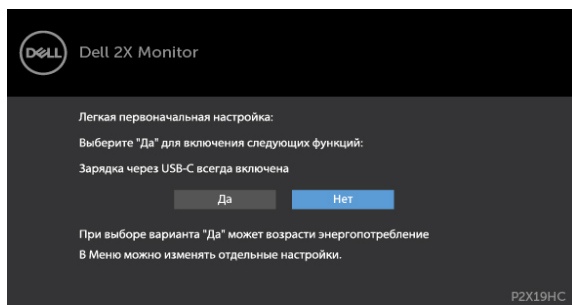 DELL
Dell 2X Monitor
Легкая первоначальная настройка:
Выберите "Да" для включения следующих функций:
Зарядка через USB-C всегда включена
Да Нет
При выборе варианта "Да" может возрасти энергопотребление
В Меню можно изменять отдельные настройки.
P2X19HC